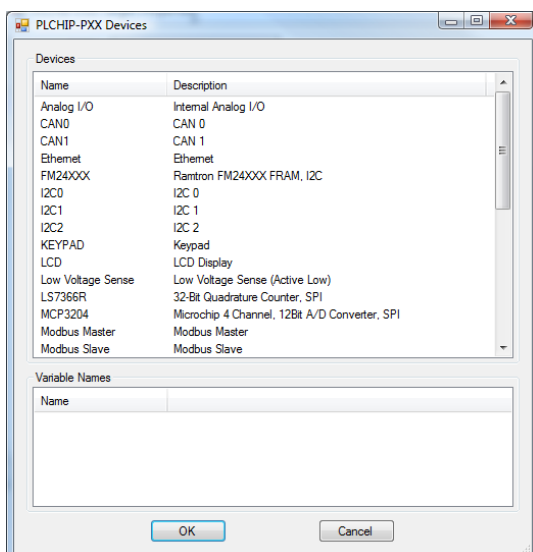 PLCHIP-PXX Devices
Devices
Name Description
Analog I/O Internal Analog I/O
CAN0 CAN 0
CAN1 CAN 1
Ethernet Ethernet
FM24XXX Ramtron FM24XXX FRAM, I2C
I2C0 I2C 0
I2C1 I2C 1
I2C2 I2C 2
KEYPAD Keypad
LCD LCD Display
Low Voltage Sense Low Voltage Sense (Active Low)
LS7366R 32-Bit Quadrature Counter, SPI
MCP3204 Microchip 4 Channel, 12Bit A/D Converter, SPI
Modbus Master Modbus Master
Modbus Slave Modbus Slave
Variable Names
Name
OK Cancel